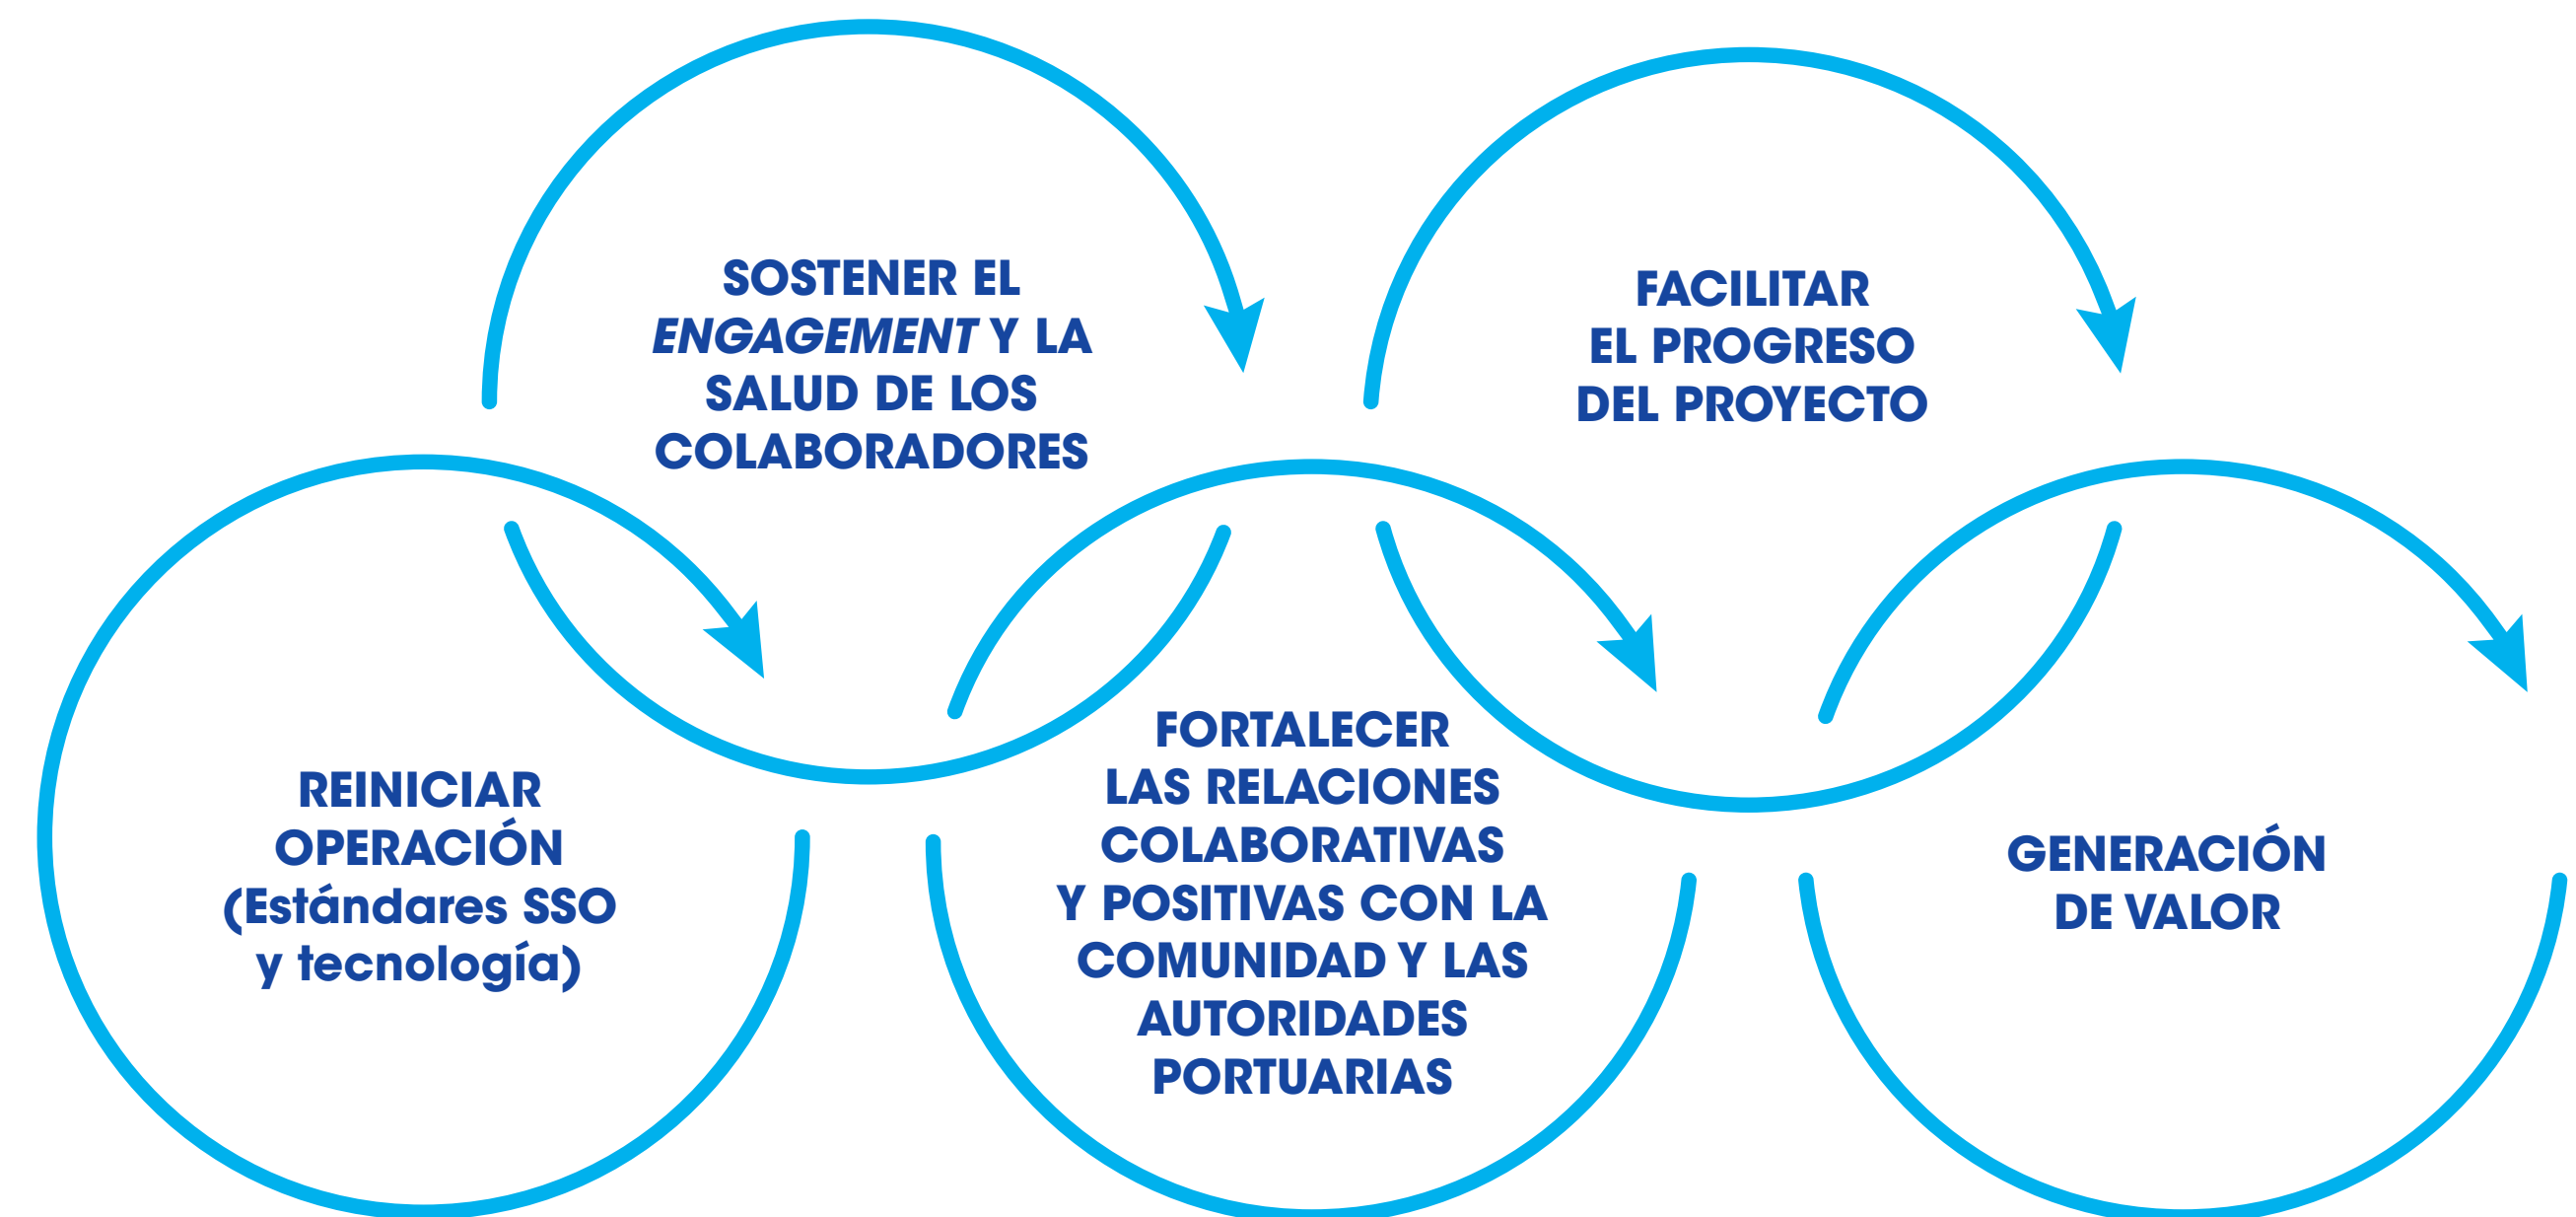 SOSTENER EL
ENGAGEMENT Y LA
SALUD DE LOS
COLABORADORES
FACILITAR
EL PROGRESO
DEL PROYECTO
REINICIAR
OPERACIÓN
(Estándares SSO
y tecnología)
FORTALECER
LAS RELACIONES
COLABORATIVAS
Y POSITIVAS CON LA
COMUNIDAD Y LAS
AUTORIDADES
PORTUARIAS
GENERACIÓN
DE VALOR